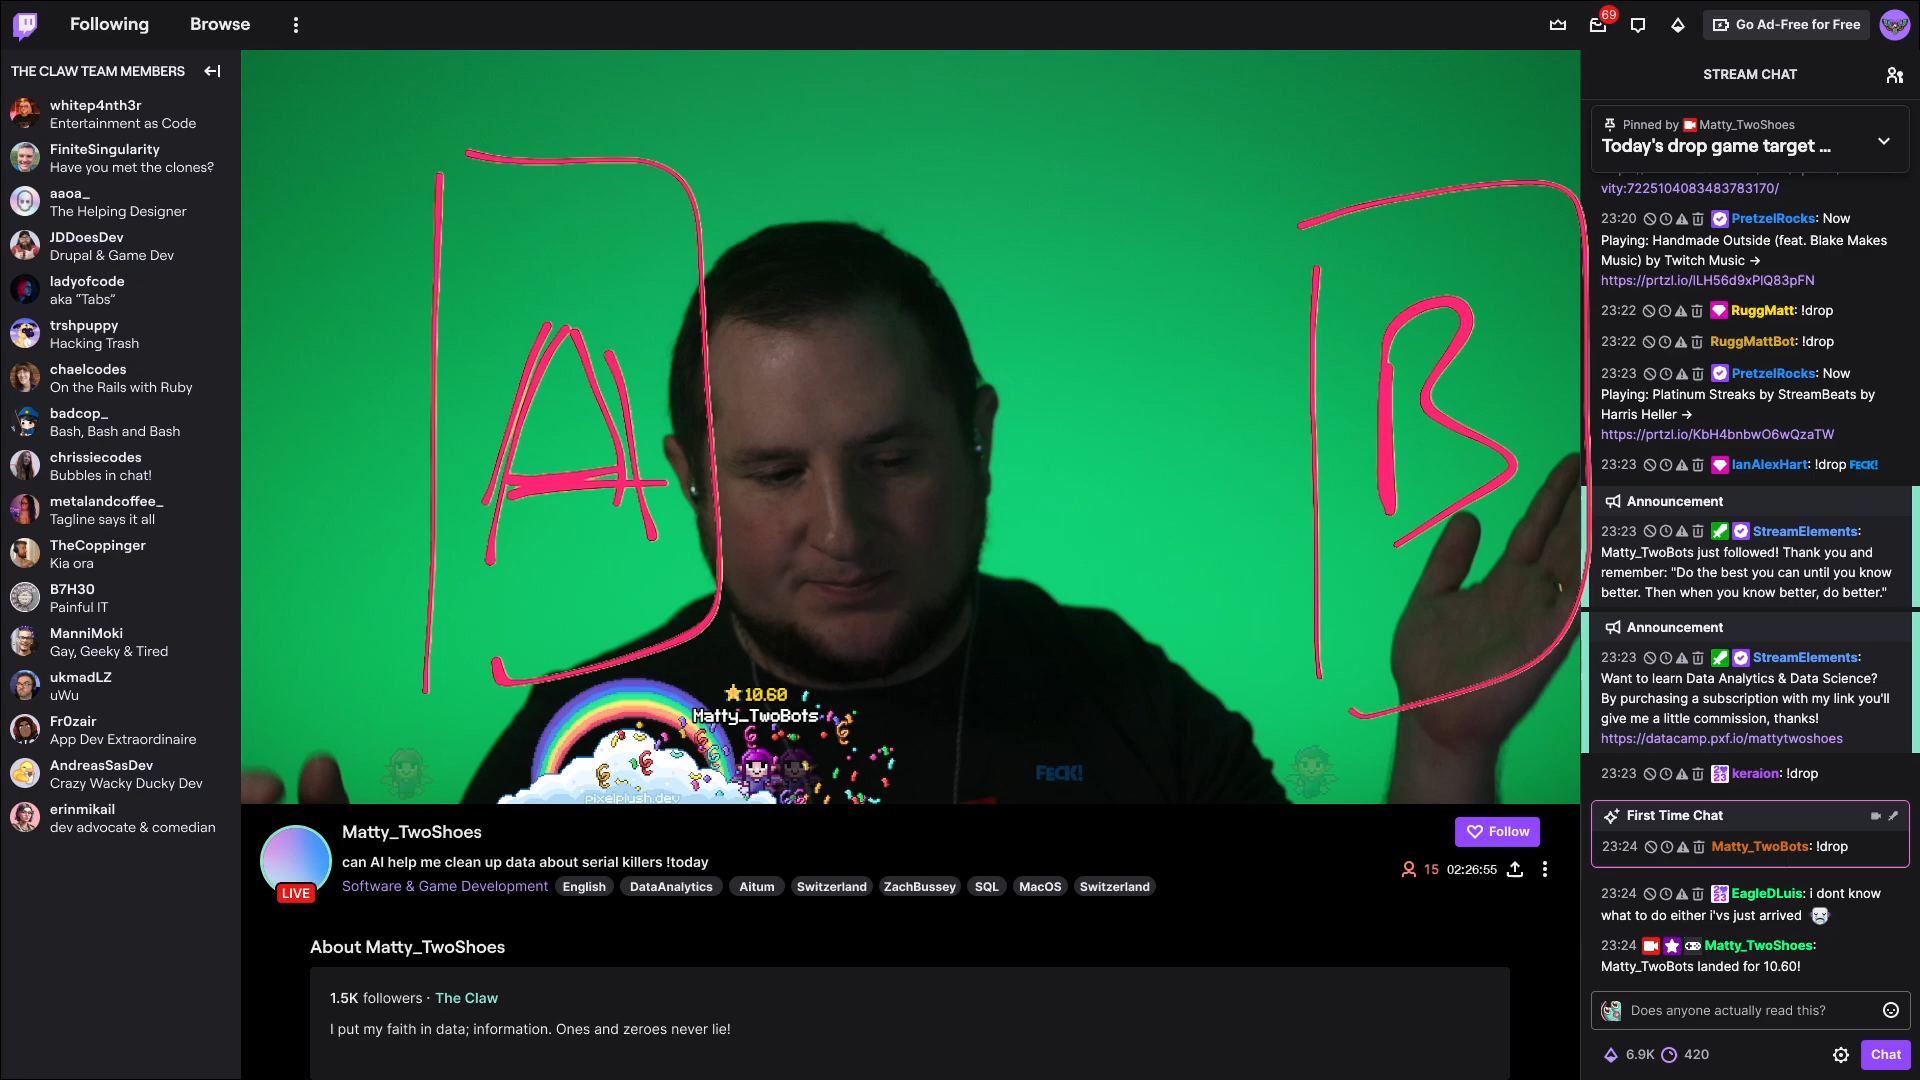 Following
Browse
69
Go Ad-Free for Free
THE CLAW TEAM MEMBERS
whitep4nth3r
Entertainment as Code
FiniteSingularity
Have you met the clones?
aaoa_
The Helping Designer
JDDoesDev
Drupal & Game Dev
ladyofcode
aka “Tabs”
trshpuppy
Hacking Trash
chaelcodes
On the Rails with Ruby
badcop_
Bash, Bash and Bash
chrissiecodes
Bubbles in chat!
metalandcoffee_
Tagline says it all
TheCoppinger
Kia ora
B7H30
Painful IT
ManniMoki
Gay, Geeky & Tired
ukmadLZ
uWu
Fr0zair
App Dev Extraordinaire
AndreasSasDev
Crazy Wacky Ducky Dev
erinmikail
dev advocate & comedian
A
B
10.60
Matty_TwoBots
pixelplush.dev
FECK!
Matty_TwoShoes
can AI help me clean up data about serial killers !today
Software & Game Development English DataAnalytics Aitum Switzerland ZachBussey SQL MacOS Switzerland
LIVE
Follow
15 02:26:55
About Matty_TwoShoes
1.5K followers · The Claw
I put my faith in data; information. Ones and zeroes never lie!
STREAM CHAT
Pinned by Matty_TwoShoes
Today's drop game target ...
vity:7225104083483783170/
23:20 PretzelRocks: Now
Playing: Handmade Outside (feat. Blake Makes
Music) by Twitch Music →
https://prtzl.io/lLH56d9xPlQ83pFN
23:22 RuggMatt: !drop
23:22 RuggMattBot: !drop
23:23 PretzelRocks: Now
Playing: Platinum Streaks by StreamBeats by
Harris Heller →
https://prtzl.io/KbH4bnbwO6wQzaTW
23:23 IanAlexHart: !drop FECK!
Announcement
23:23 StreamElements:
Matty_TwoBots just followed! Thank you and
remember: "Do the best you can until you know
better. Then when you know better, do better."
Announcement
23:23 StreamElements:
Want to learn Data Analytics & Data Science?
By purchasing a subscription with my link you'll
give me a little commission, thanks!
https://datacamp.pxf.io/mattytwoshoes
23:23 keraion: !drop
First Time Chat
23:24 Matty_TwoBots: !drop
23:24 EagleDLuis: i dont know
what to do either i'vs just arrived
23:24 Matty_TwoShoes:
Matty_TwoBots landed for 10.60!
Does anyone actually read this?
6.9K 420
Chat